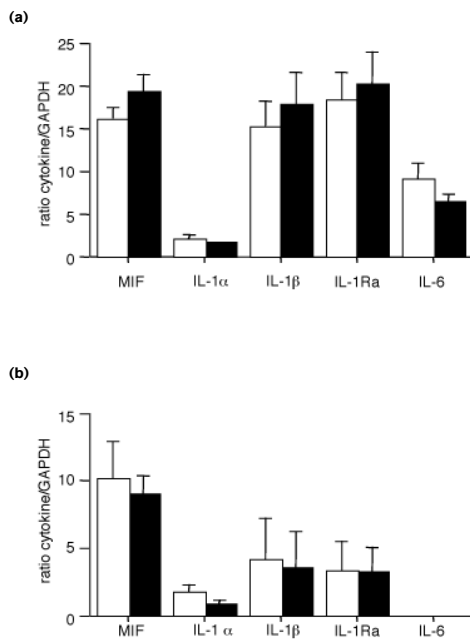 (a)
ratio cytokine/GAPDH
25
20
15
10
5
0
MIF IL-1α IL-1β IL-1Ra IL-6
(b)
ratio cytokine/GAPDH
15
10
5
0
MIF IL-1 α IL-1β IL-1Ra IL-6